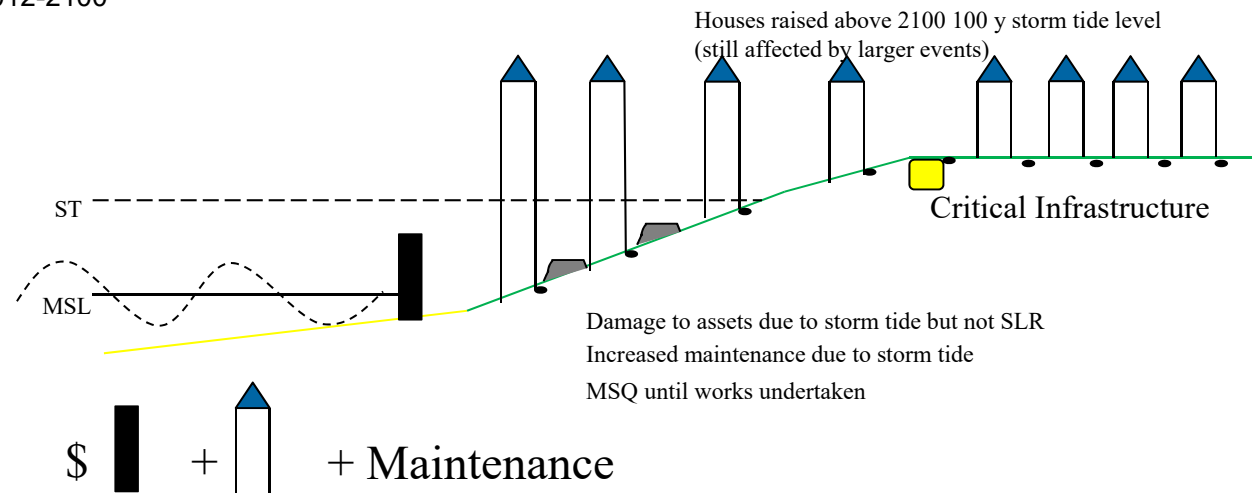 Houses raised above 2100 100 y storm tide level
(still affected by larger events)
ST
Critical Infrastructure
MSL
Damage to assets due to storm tide but not SLR
Increased maintenance due to storm tide
MSQ until works undertaken
$ + + Maintenance